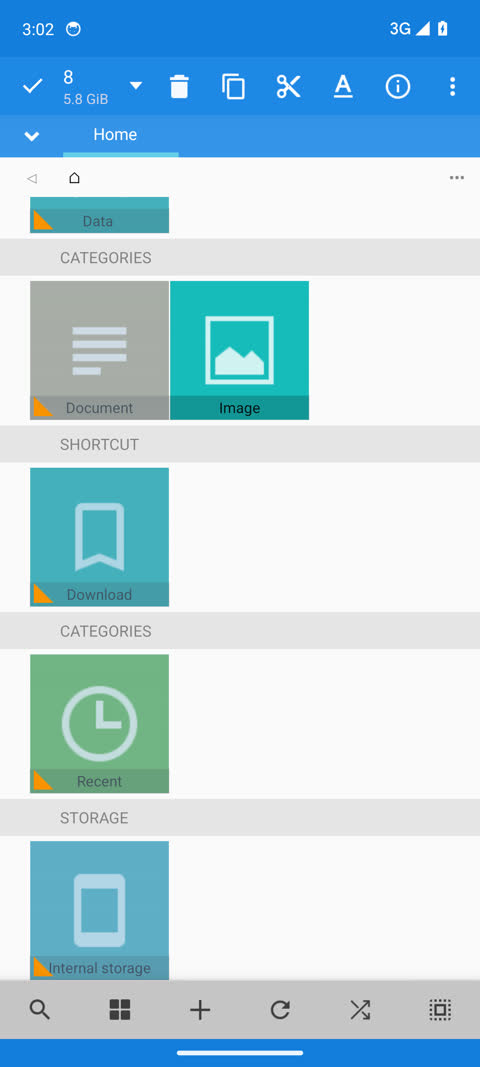 3:02
3G
8
5.8 GiB
A
Home
Data
CATEGORIES
Document
Image
SHORTCUT
Download
CATEGORIES
Recent
STORAGE
Internal storage